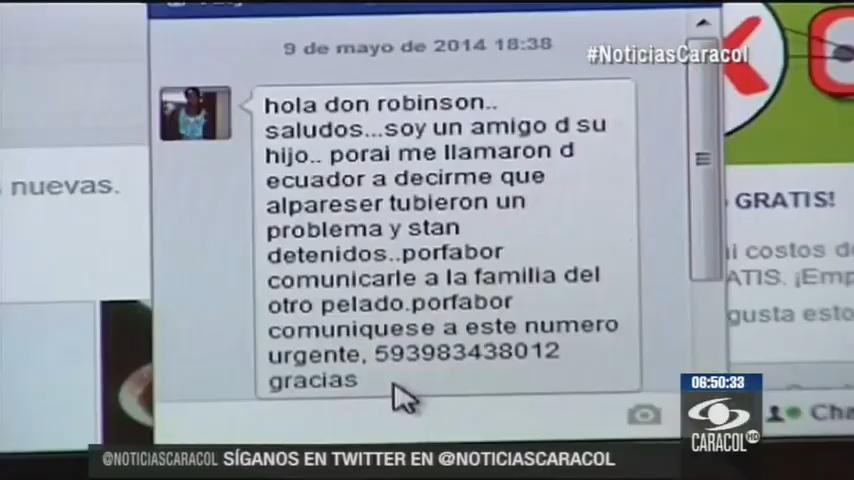 9 de mayo de 2014 18:38
#NoticiasCaracol
hola don robinson..
saludos...soy un amigo d su
hijo.. porai me llamaron d
ecuador a decirme que
alpareser tubieron un
problema y stan
detenidos..porfabor
comunicarle a la familia del
otro pelado.porfabor
comuniquese a este numero
urgente, 593983438012
gracias
nuevas.
GRATIS!
costos
¡Em
gusta esto
06:50:33
CARACOL HD
Cha
@NOTICIASCARACOL SÍGANOS EN TWITTER EN @NOTICIASCARACOL